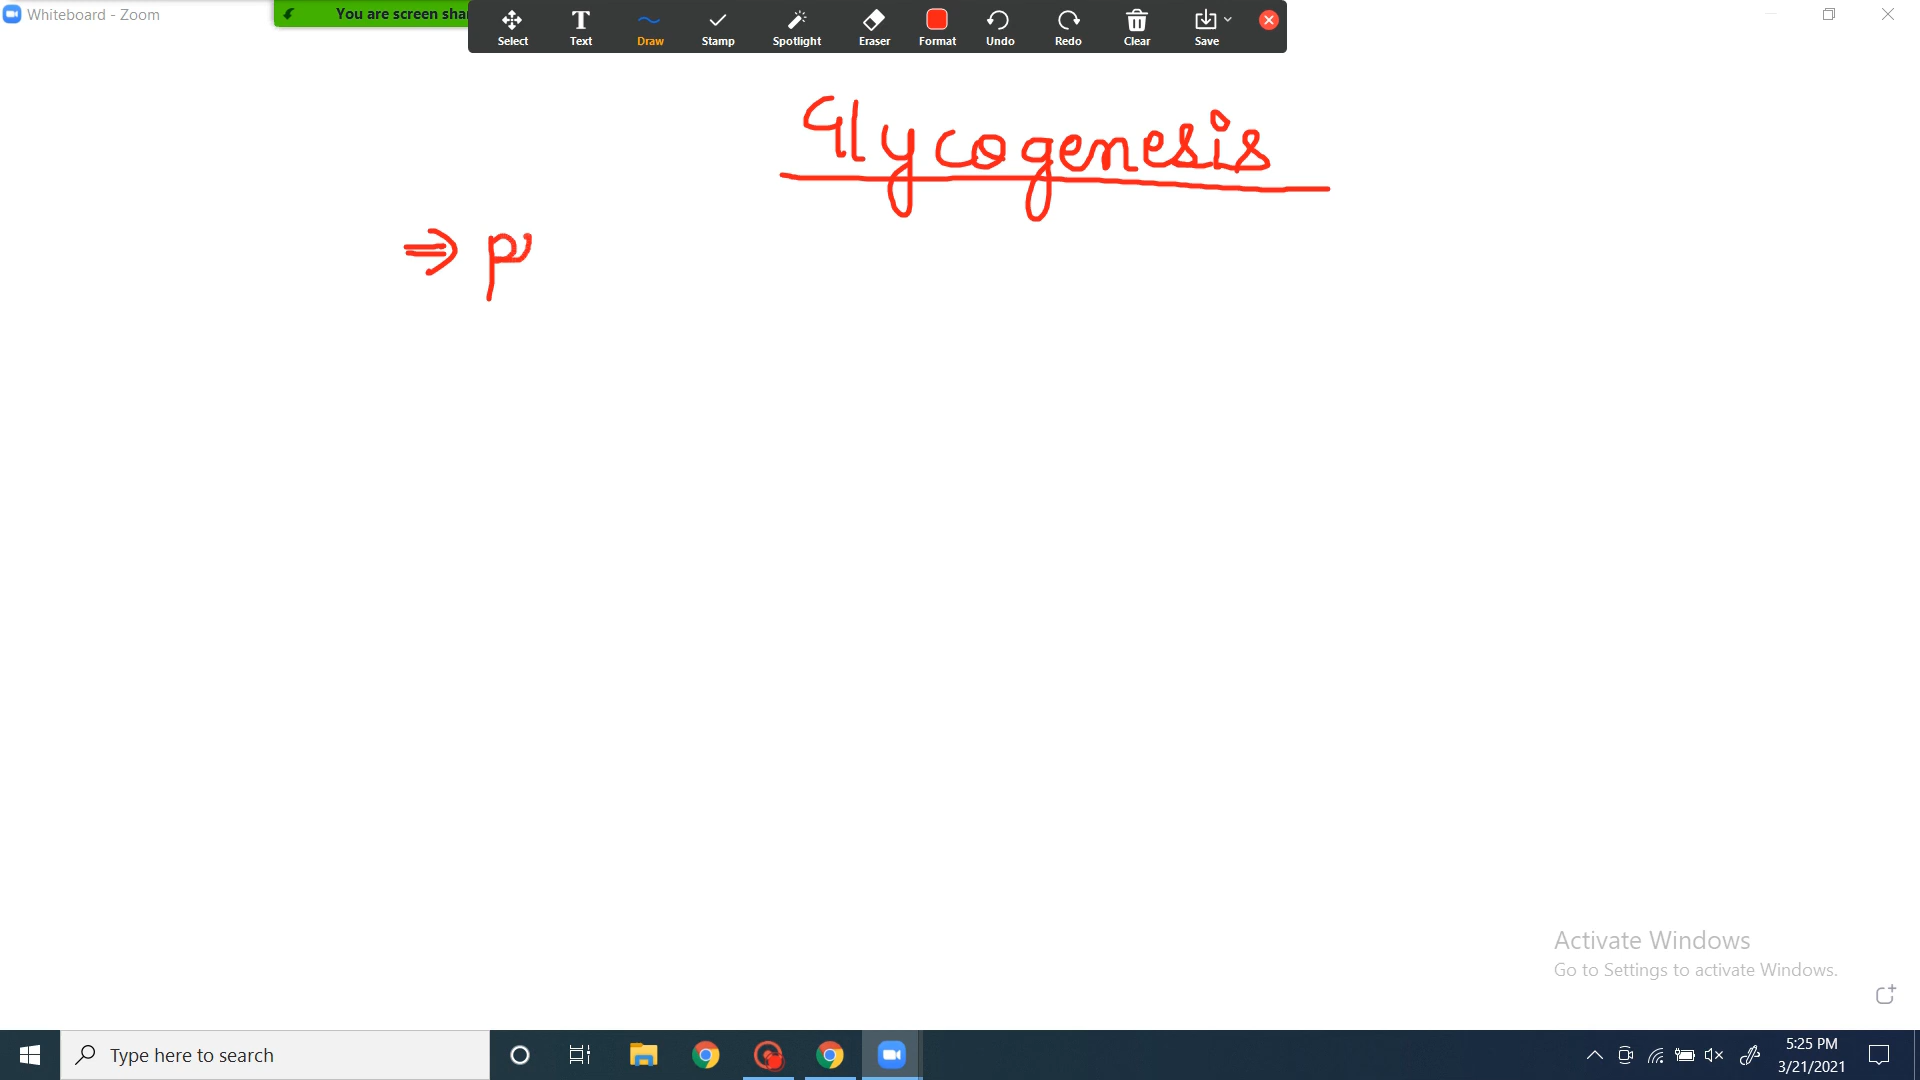 Whiteboard - Zoom
You are screen sha
Select Text Draw Stamp Spotlight Eraser Format Undo Redo Clear Save
Glycogenesis
⇒ pr
Activate Windows
Go to Settings to activate Windows.
Type here to search
5:25 PM
3/21/2021